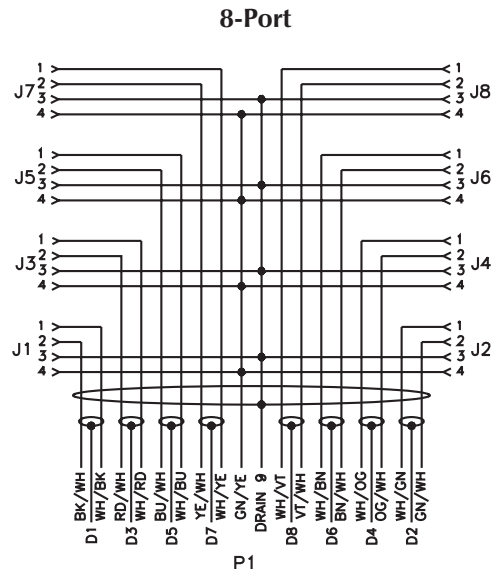 8-Port
1 1
J7 2 2 J8
3 3
4 4
1 1
J5 2 2 J6
3 3
4 4
1 1
J3 2 2 J4
3 3
4 4
1 1
J1 2 2 J2
3 3
4 4
BK/WH
D1
WH/BK
RD/WH
D3
WH/RD
BU/WH
D5
WH/BU
YE/WH
D7
WH/YE
GN/YE
DRAIN 9
WH/VT
D8
VT/WH
WH/BN
D6
BN/WH
WH/OG
D4
OG/WH
WH/GN
D2
GN/WH
P1